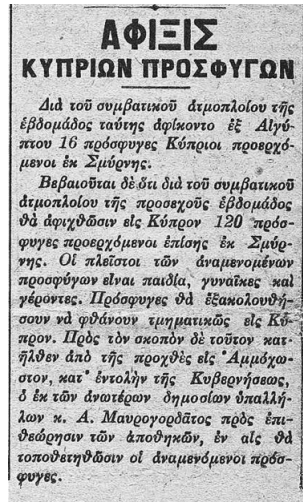 ΑΦΙΞΙΣ
ΚΥΠΡΙΩΝ ΠΡΟΣΦΥΓΩΝ
Διὰ τοῦ συμβατικοῦ ἀτμοπλοίου τῆς
ἑβδομάδος ταύτης ἀφίκοντο ἐξ Αἰγύ-
πτου 16 πρόσφυγες Κύπριοι προερχό-
μενοι ἐκ Σμύρνης.
Βεβαιοῦται δὲ ὅτι διὰ τοῦ συμβατικοῦ
ἀτμοπλοίου τῆς προσεχοῦς ἑβδομάδος
θὰ ἀφιχθῶσιν εἰς Κύπρον 120 πρόσ-
φυγες προερχόμενοι ἐπίσης ἐκ Σμύρ-
νης. Οἱ πλεῖστοι τῶν ἀναμενομένων
προσφύγων εἶναι παιδία, γυναῖκες καὶ
γέροντες. Πρόσφυγες θὰ ἐξακολουθή-
σουν νὰ φθάνουν τμηματικῶς εἰς Κύ-
προν. Πρὸς τὸν σκοπὸν δὲ τοῦτον κατ-
ῆλθεν ἀπὸ τῆς προχθὲς εἰς Ἀμμόχω-
στον, κατ' ἐντολὴν τῆς Κυβερνήσεως,
ὁ ἐκ τῶν ἀνωτέρων δημοσίων ὑπαλλή-
λων κ. Α. Μαυρογορδᾶτος πρὸς ἐπι-
θεώρησιν τῶν ἀποθηκῶν, ἐν αἷς θὰ
τοποθετηθῶσιν οἱ ἀναμενόμενοι πρόσ-
φυγες.